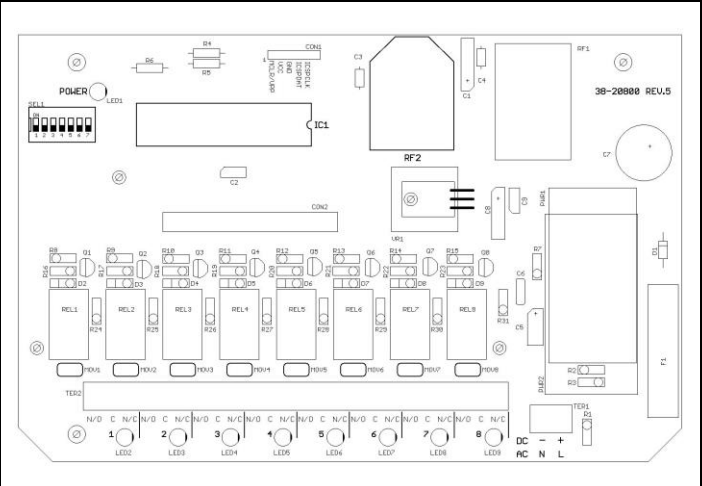 R4
R6
R5
CON1
1
MCLR/VPP
VCC
GND
ICSPDAT
ICSPCLK
C3
C4
C1
RF1
POWER
LED1
38-20800 REV.5
SEL1
ON
1 2 3 4 5 6 7
IC1
RF2
C7
C2
CON2
VR1
C8
C9
PWR1
R8 Q1 R9 Q2 R10 Q3 R11 Q4 R12 Q5 R13 Q6 R14 Q7 R15 Q8
R7
D1
R16 R17 R18 R19 R20 R21 R22 R23
D2 D3 D4 D5 D6 D7 D8 D9
C6
REL1 REL2 REL3 REL4 REL5 REL6 REL7
R24 R25 R26 R27 R28 R29 R30 R31
C5
F1
MOV1 MOV2 MOV3 MOV4 MOV5 MOV6 MOV7 MOV8
R2
R3
PWR2
TER2
TER1
R1
N/O C N/C N/O C N/C N/O C N/C N/O C N/C N/O C N/C N/O C N/C N/O C N/C N/O C N/C
1 2 3 4 5 6 7 8
LED2 LED3 LED4 LED5 LED6 LED7 LED8 LED9
DC - +
AC N L